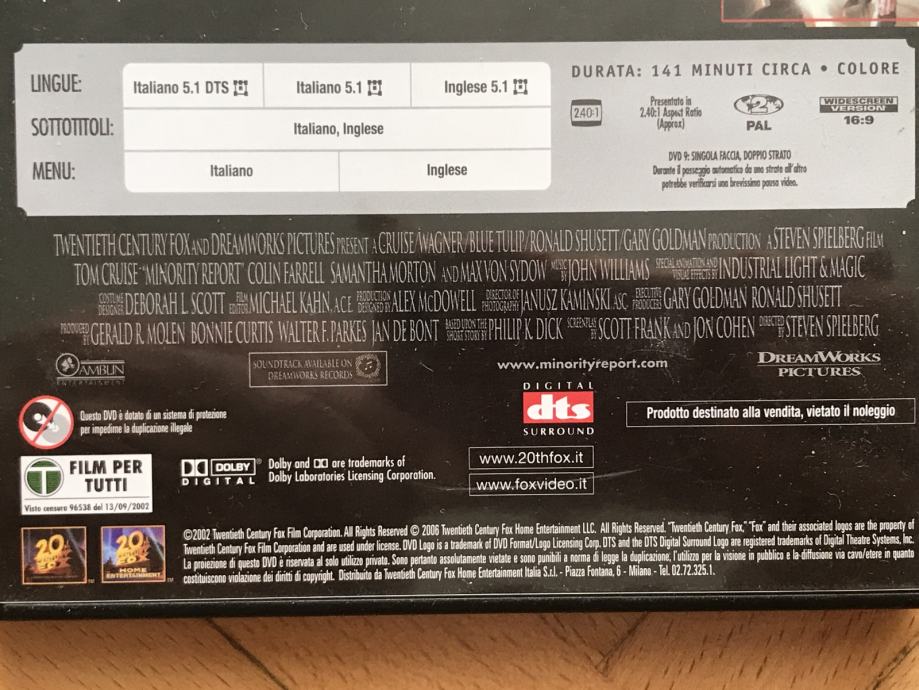 LINGUE: Italiano 5.1 DTS Italiano 5.1 Inglese 5.1
SOTTOTITOLI: Italiano, Inglese
MENU: Italiano Inglese
DURATA: 141 MINUTI CIRCA • COLORE
2.40:1
Presentato in
2.40:1 Aspect Ratio
(Approx)
2
PAL
WIDESCREEN
VERSION
16:9
DVD 9: SINGOLA FACCIA, DOPPIO STRATO
Durante il passaggio automatico da uno strato all'altro
potrebbe verificarsi una brevissima pausa video.
TWENTIETH CENTURY FOX AND DREAMWORKS PICTURES PRESENT A CRUISE/WAGNER/BLUE TULIP/RONALD SHUSETT/GARY GOLDMAN PRODUCTION A STEVEN SPIELBERG FILM
TOM CRUISE "MINORITY REPORT" COLIN FARRELL SAMANTHA MORTON AND MAX VON SYDOW MUSIC BY JOHN WILLIAMS SPECIAL ANIMATION AND VISUAL EFFECTS BY INDUSTRIAL LIGHT & MAGIC
COSTUME DESIGNER DEBORAH L. SCOTT FILM EDITOR MICHAEL KAHN, A.C.E. PRODUCTION DESIGNED BY ALEX McDOWELL DIRECTOR OF PHOTOGRAPHY JANUSZ KAMINSKI, ASC. EXECUTIVE PRODUCERS GARY GOLDMAN RONALD SHUSETT
PRODUCED BY GERALD R. MOLEN BONNIE CURTIS WALTER F. PARKES JAN DE BONT BASED UPON THE SHORT STORY BY PHILIP K. DICK SCREENPLAY BY SCOTT FRANK AND JON COHEN DIRECTED BY STEVEN SPIELBERG
AMBLIN
ENTERTAINMENT
SOUNDTRACK AVAILABLE ON
DREAMWORKS RECORDS
www.minorityreport.com
DREAMWORKS
PICTURES
Questo DVD è dotato di un sistema di protezione
per impedirne la duplicazione illegale
DIGITAL
dts
SURROUND
Prodotto destinato alla vendita, vietato il noleggio
T FILM PER
TUTTI
Visto censura 96538 del 13/09/2002
DOLBY
DIGITAL
Dolby and are trademarks of
Dolby Laboratories Licensing Corporation.
www.20thfox.it
www.foxvideo.it
20
20
HOME
ENTERTAINMENT
©2002 Twentieth Century Fox Film Corporation. All Rights Reserved © 2006 Twentieth Century Fox Home Entertainment LLC. All Rights Reserved. "Twentieth Century Fox," "Fox" and their associated logos are the property of
Twentieth Century Fox Film Corporation and are used under license. DVD Logo is a trademark of DVD Format/Logo Licensing Corp. DTS and the DTS Digital Surround Logo are registered trademarks of Digital Theatre Systems, Inc.
La proiezione di questo DVD è riservata al solo utilizzo privato. Sono pertanto assolutamente vietate e sono punibili a norma di legge la duplicazione, l'utilizzo per la visione in pubblico e la diffusione via cavo/etere in quanto
costituiscono violazione dei diritti di copyright. Distribuito da Twentieth Century Fox Home Entertainment Italia S.r.l. - Piazza Fontana, 6 - Milano - Tel. 02.72.325.1.